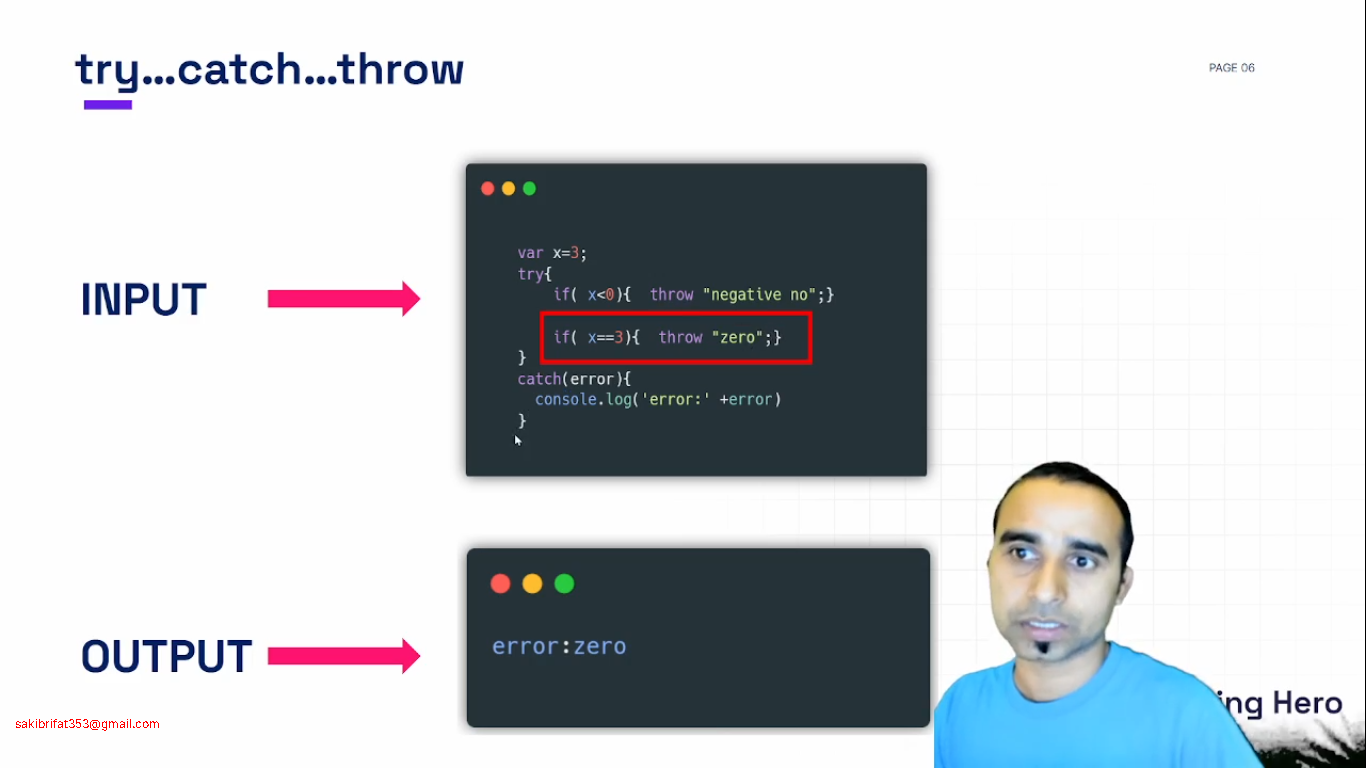 try...catch...throw
PAGE 06
INPUT
var x=3;
try{
if( x<0){ throw "negative no";}
if( x==3){ throw "zero";}
}
catch(error){
console.log('error:' +error)
}
OUTPUT
error:zero
ing Hero
sakibrifat353@gmail.com